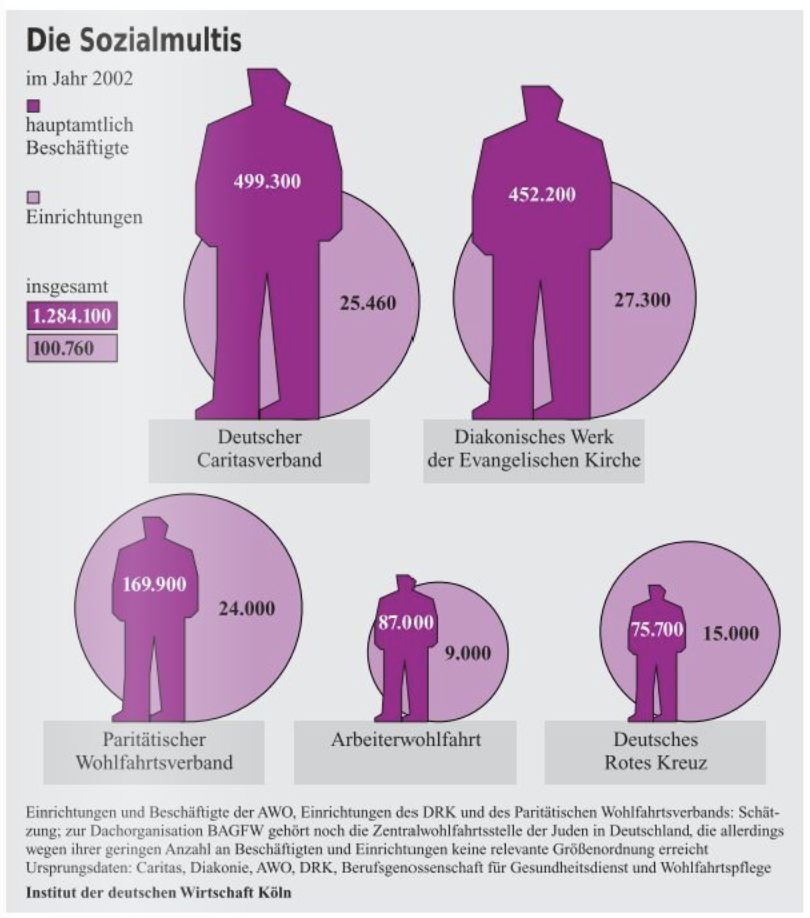 Die Sozialmultis
im Jahr 2002
hauptamtlich
Beschäftigte
Einrichtungen
insgesamt
1.284.100
100.760
499.300
25.460
Deutscher
Caritasverband
452.200
27.300
Diakonisches Werk
der Evangelischen Kirche
169.900
24.000
Paritätischer
Wohlfahrtsverband
87.000
9.000
Arbeiterwohlfahrt
75.700
15.000
Deutsches
Rotes Kreuz
Einrichtungen und Beschäftigte der AWO, Einrichtungen des DRK und des Paritätischen Wohlfahrtsverbands: Schät-
zung; zur Dachorganisation BAGFW gehört noch die Zentralwohlfahrtsstelle der Juden in Deutschland, die allerdings
wegen ihrer geringen Anzahl an Beschäftigten und Einrichtungen keine relevante Größenordnung erreicht
Ursprungsdaten: Caritas, Diakonie, AWO, DRK, Berufsgenossenschaft für Gesundheitsdienst und Wohlfahrtspflege
Institut der deutschen Wirtschaft Köln